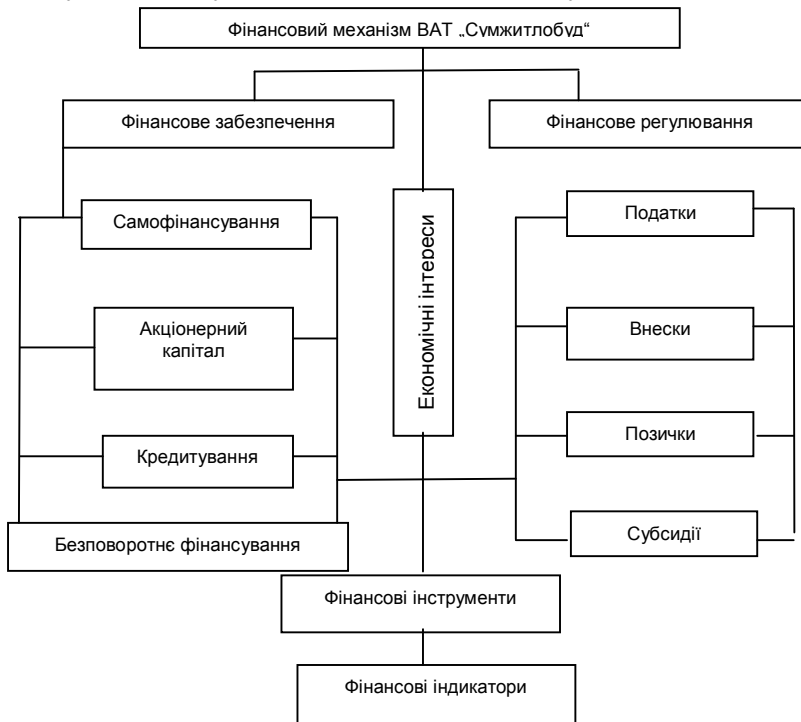 Фінансовий механізм ВАТ „Сумжитлобуд“
Фінансове забезпечення
Фінансове регулювання
Самофінансування
Акціонерний
капітал
Кредитування
Безповоротнє фінансування
Економічні інтереси
Податки
Внески
Позички
Субсидії
Фінансові інструменти
Фінансові індикатори